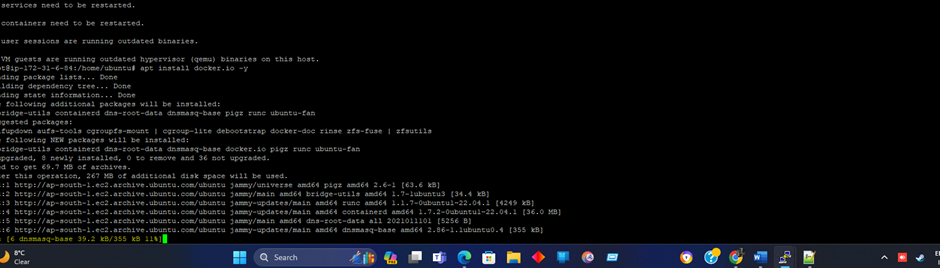 services need to be restarted.
containers need to be restarted.
user sessions are running outdated binaries.
VM guests are running outdated hypervisor (qemu) binaries on this host.
t@ip-172-31-6-84:/home/ubuntu# apt install docker.io -y
ding package lists... Done
lding dependency tree... Done
ding state information... Done
e following additional packages will be installed:
ridge-utils containerd dns-root-data dnsmasq-base pigz runc ubuntu-fan
gested packages:
fupdown aufs-tools cgroupfs-mount | cgroup-lite debootstrap docker-doc rinse zfs-fuse | zfsutils
e following NEW packages will be installed:
ridge-utils containerd dns-root-data dnsmasq-base docker.io pigz runc ubuntu-fan
pgraded, 8 newly installed, 0 to remove and 36 not upgraded.
d to get 69.7 MB of archives.
er this operation, 267 MB of additional disk space will be used.
:1 http://ap-south-1.ec2.archive.ubuntu.com/ubuntu jammy/universe amd64 pigz amd64 2.6-1 [63.6 kB]
:2 http://ap-south-1.ec2.archive.ubuntu.com/ubuntu jammy/main amd64 bridge-utils amd64 1.7-1ubuntu3 [34.4 kB]
:3 http://ap-south-1.ec2.archive.ubuntu.com/ubuntu jammy-updates/main amd64 runc amd64 1.1.7-0ubuntu1~22.04.1 [4249 kB]
:4 http://ap-south-1.ec2.archive.ubuntu.com/ubuntu jammy-updates/main amd64 containerd amd64 1.7.2-0ubuntu1~22.04.1 [36.0 MB]
:5 http://ap-south-1.ec2.archive.ubuntu.com/ubuntu jammy/main amd64 dns-root-data all 2021011101 [5256 B]
:6 http://ap-south-1.ec2.archive.ubuntu.com/ubuntu jammy-updates/main amd64 dnsmasq-base amd64 2.86-1.1ubuntu0.4 [355 kB]
[6 dnsmasq-base 39.2 kB/355 kB 11%]
8°C
Clear
Search